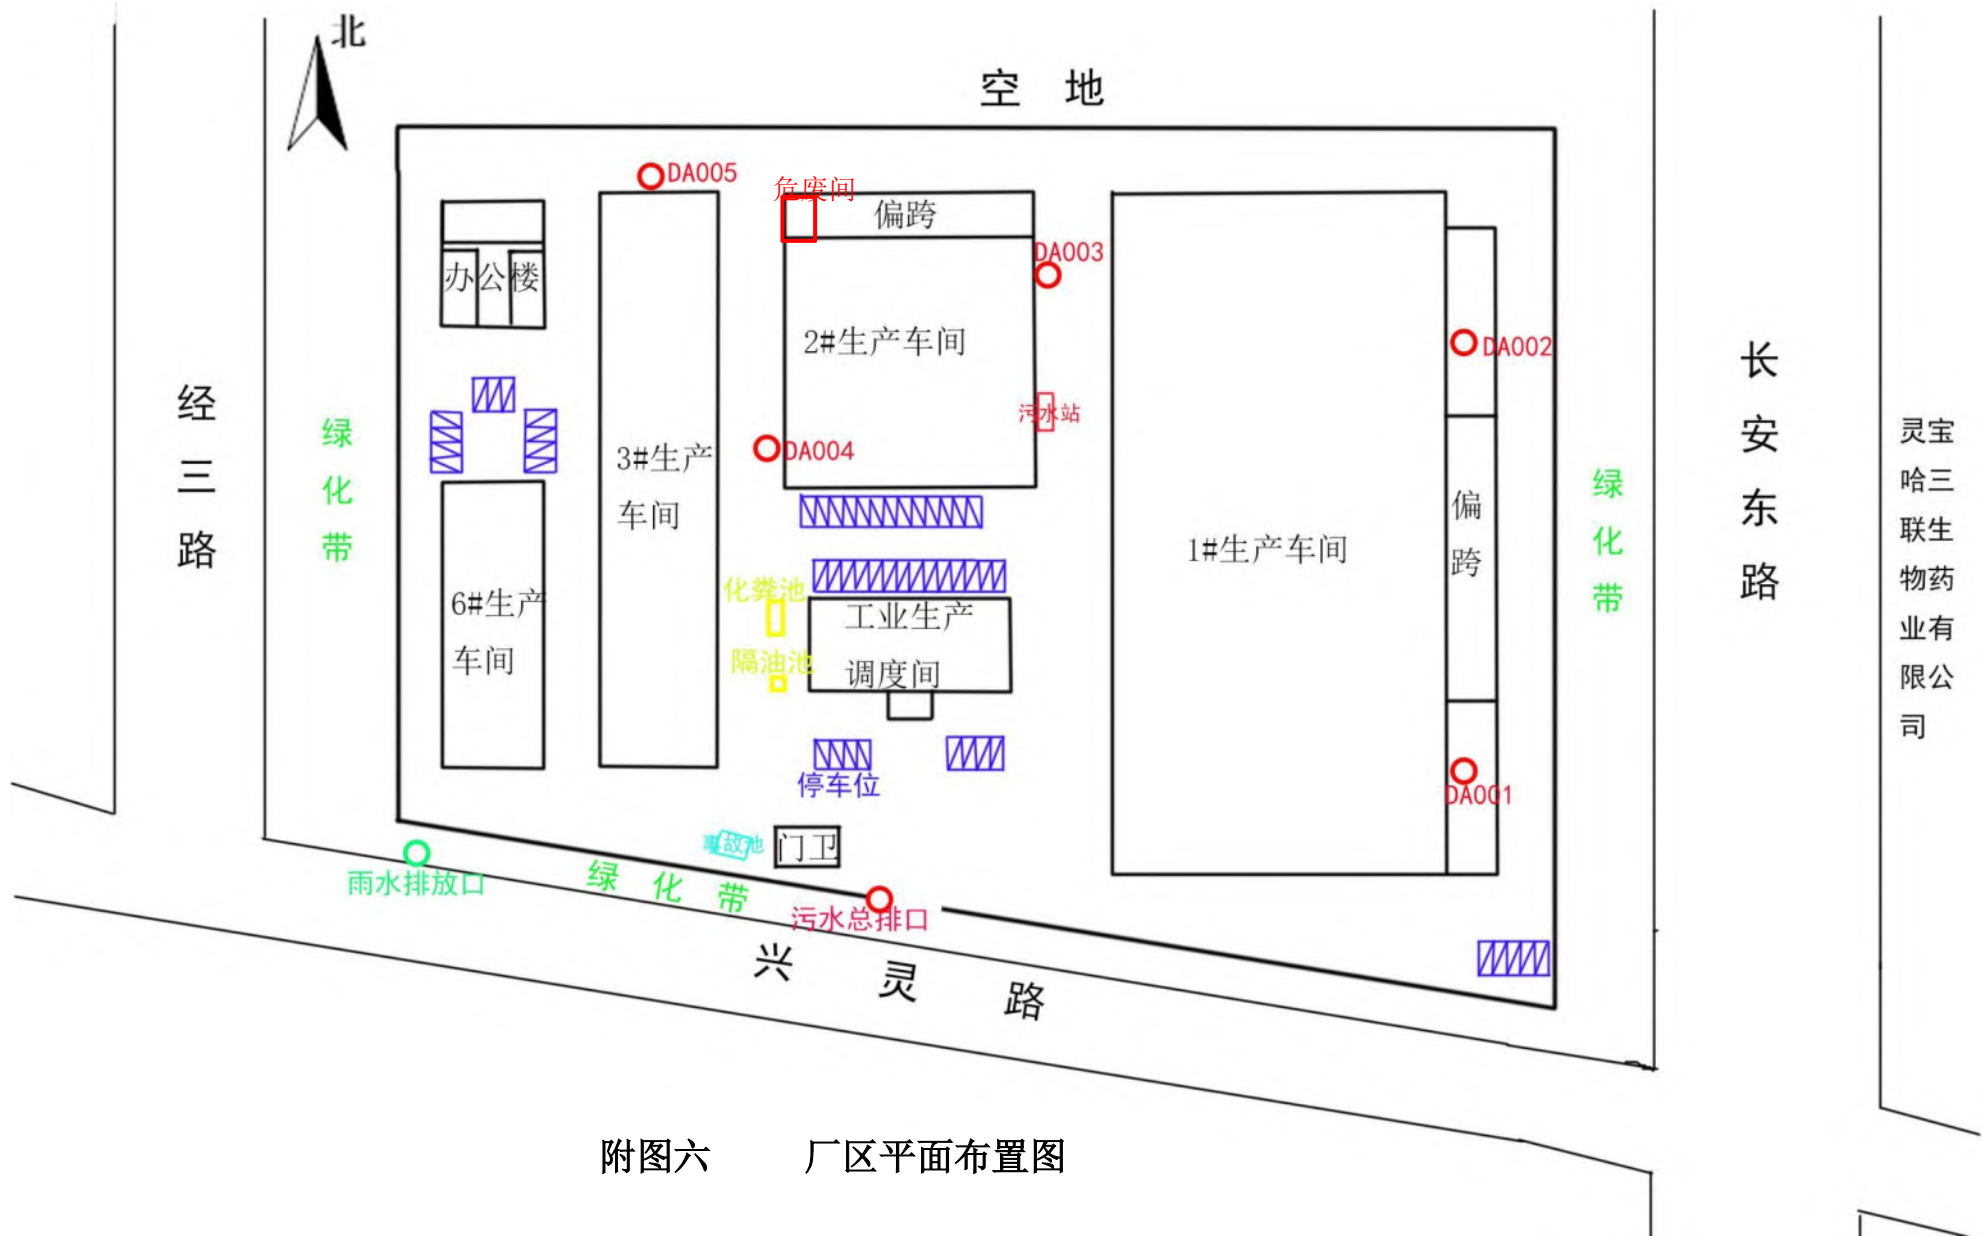 北
空 地
DA005
危废间
偏跨
DA003
办公楼
2#生产车间
DA002
长安东路
经三路
绿化带
污水站
DA004
3#生产
车间
灵宝
哈三
联生
物药
业有
限公
司
绿化带
偏跨
1#生产车间
化粪池
6#生产
车间
工业生产
调度间
隔油池
停车位
DA001
事故池
门卫
雨水排放口
绿化带
污水总排口
兴灵路
附图六 厂区平面布置图